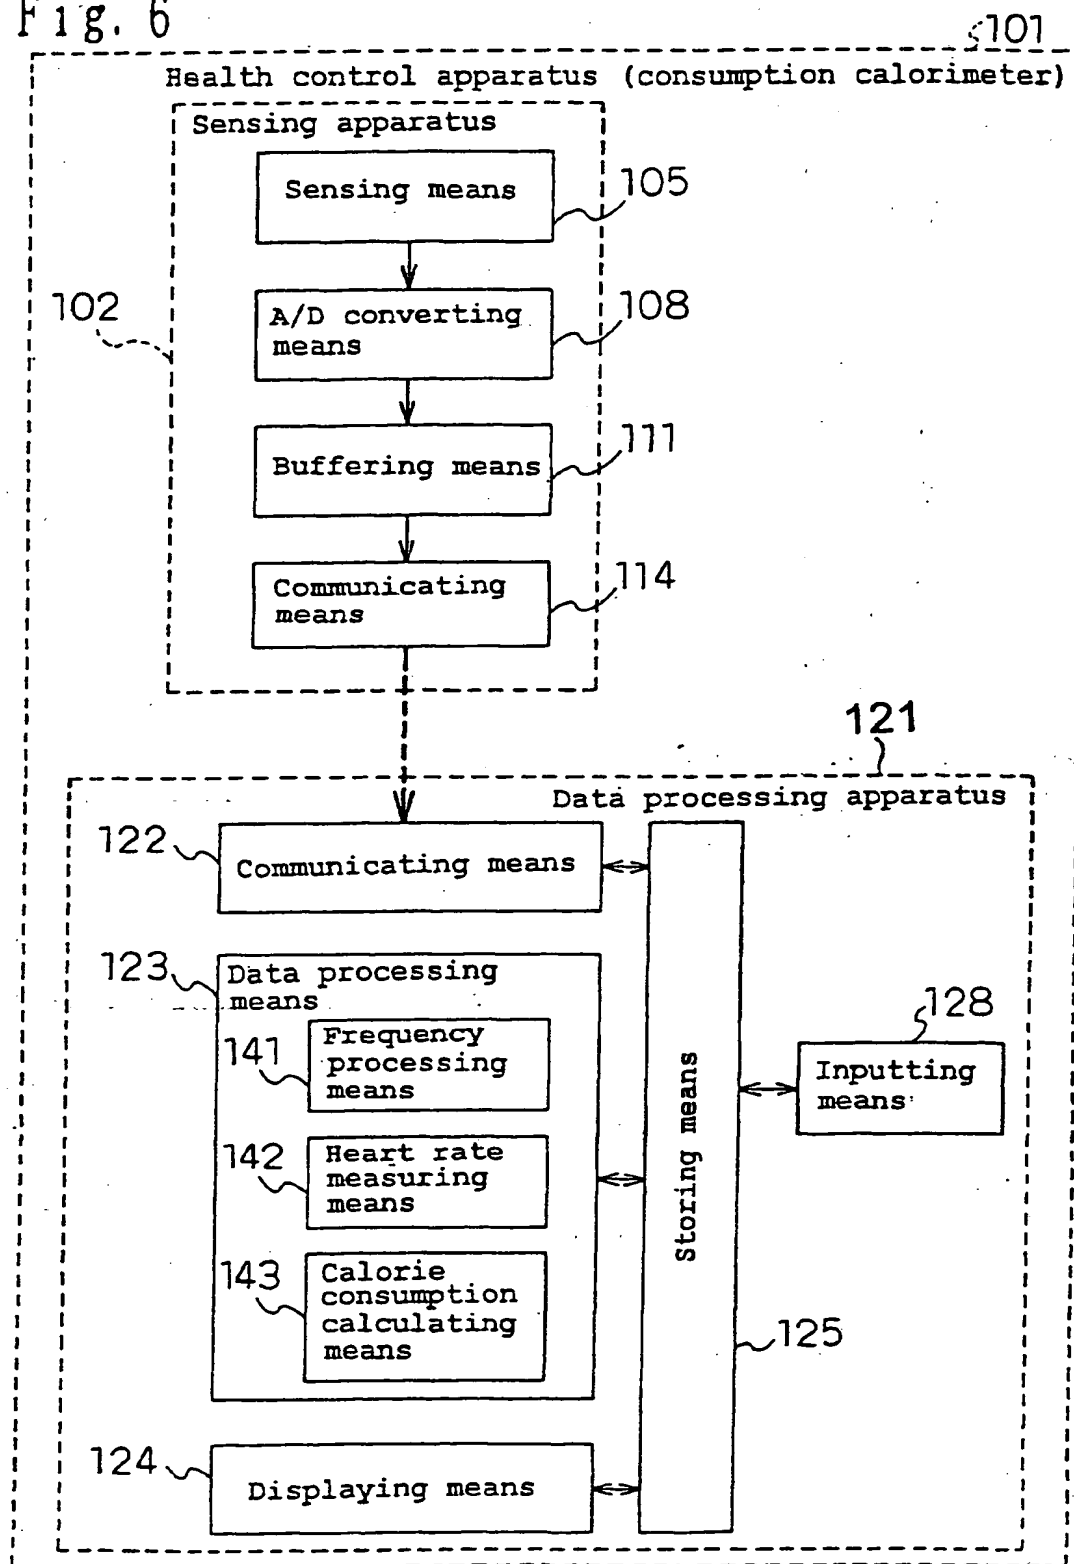 Fig. 6
101
Health control apparatus (consumption calorimeter)
Sensing apparatus
Sensing means
105
102
A/D converting
means
108
Buffering means
111
Communicating
means
114
121
Data processing apparatus
122
Communicating means
123
Data processing
means
141
Frequency
processing
means
128
Inputting
means
142
Heart rate
measuring
means
Storing means
143
Calorie
consumption
calculating
means
125
124
Displaying means